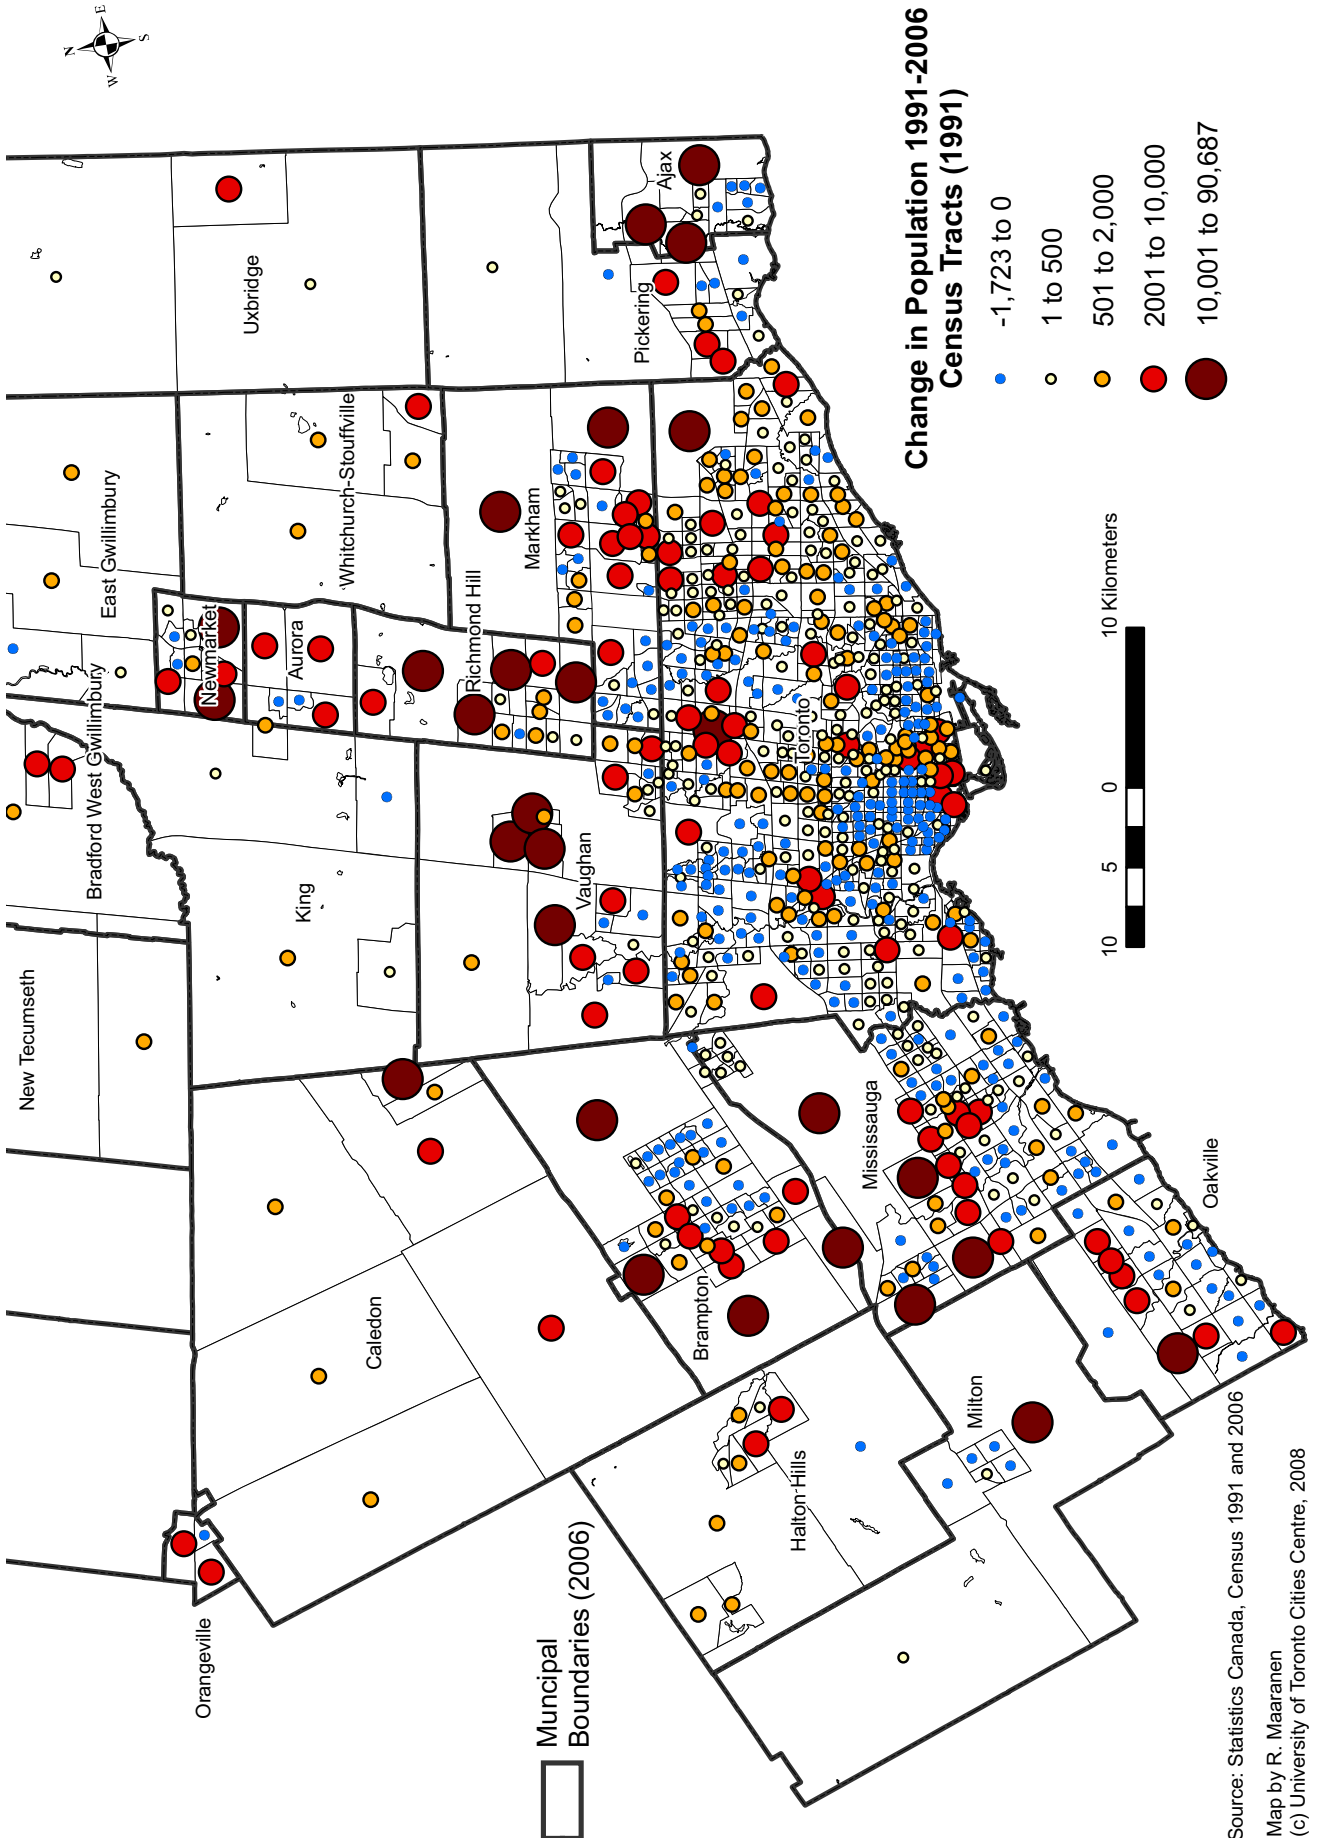 N
E
S
W
Change in Population 1991-2006
Census Tracts (1991)
-1,723 to 0
1 to 500
501 to 2,000
2001 to 10,000
10,001 to 90,687
Muncipal
Boundaries (2006)
Orangeville
New Tecumseth
Bradford West Gwillimbury
East Gwillimbury
Uxbridge
Newmarket
Aurora
Whitchurch-Stouffville
King
Caledon
Richmond Hill
Markham
Vaughan
Pickering
Ajax
Brampton
Toronto
Halton Hills
Mississauga
Milton
Oakville
10
5
0
10 Kilometers
Source: Statistics Canada, Census 1991 and 2006
Map by R. Maaranen
(c) University of Toronto Cities Centre, 2008